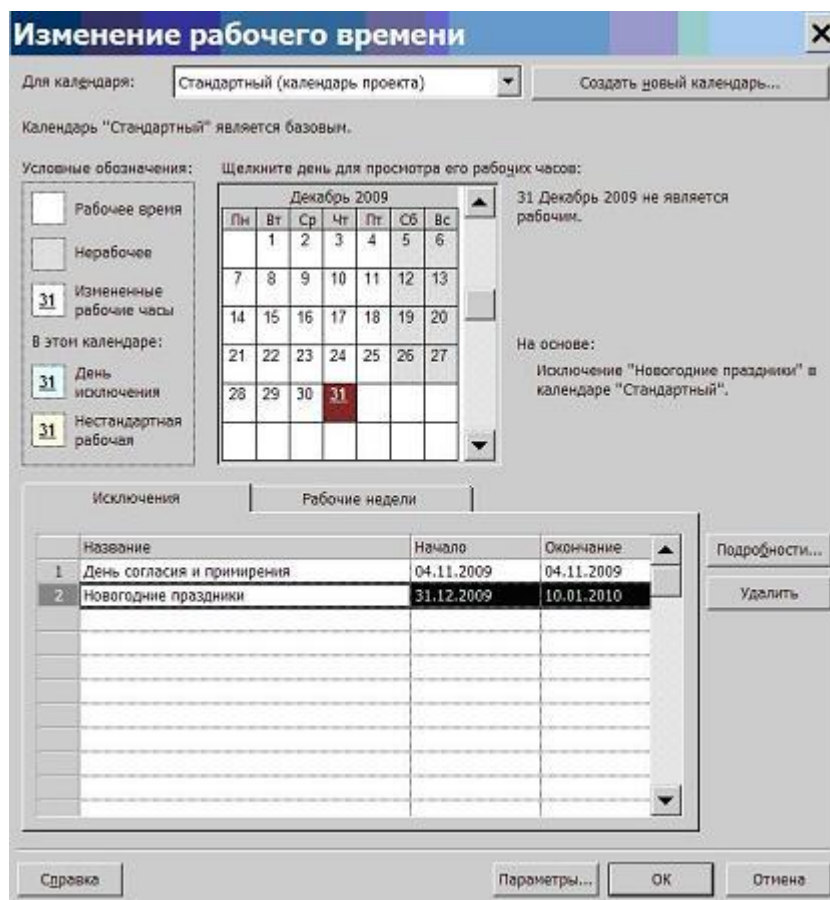 Изменение рабочего времени
Для календаря: Стандартный (календарь проекта) Создать новый календарь...
Календарь "Стандартный" является базовым.
Условные обозначения:
Рабочее время
Нерабочее
31 Измененные
рабочие часы
В этом календаре:
31 День
исключения
31 Нестандартная
рабочая
Щелкните день для просмотра его рабочих часов:
Декабрь 2009
Пн Вт Ср Чт Пт Сб Вс
1 2 3 4 5 6
7 8 9 10 11 12 13
14 15 16 17 18 19 20
21 22 23 24 25 26 27
28 29 30 31
31 Декабрь 2009 не является
рабочим.
На основе:
Исключение "Новогодние праздники" в
календаре "Стандартный".
Исключения Рабочие недели
Название Начало Окончание
1 День согласия и примирения 04.11.2009 04.11.2009
2 Новогодние праздники 31.12.2009 10.01.2010
Подробности...
Удалить
Справка Параметры... ОК Отмена